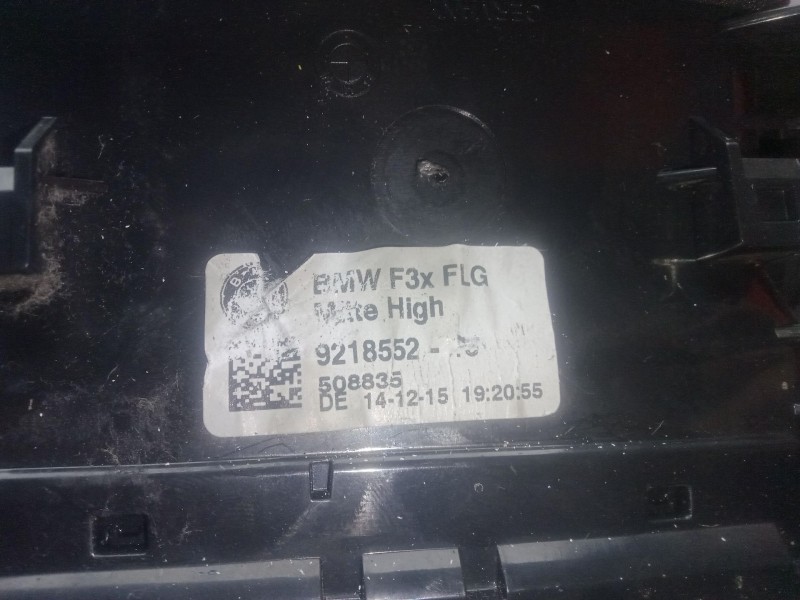 BMW F3x FLG
Mitte High
9218552 -
508835
DE 14-12-15 19:20:55